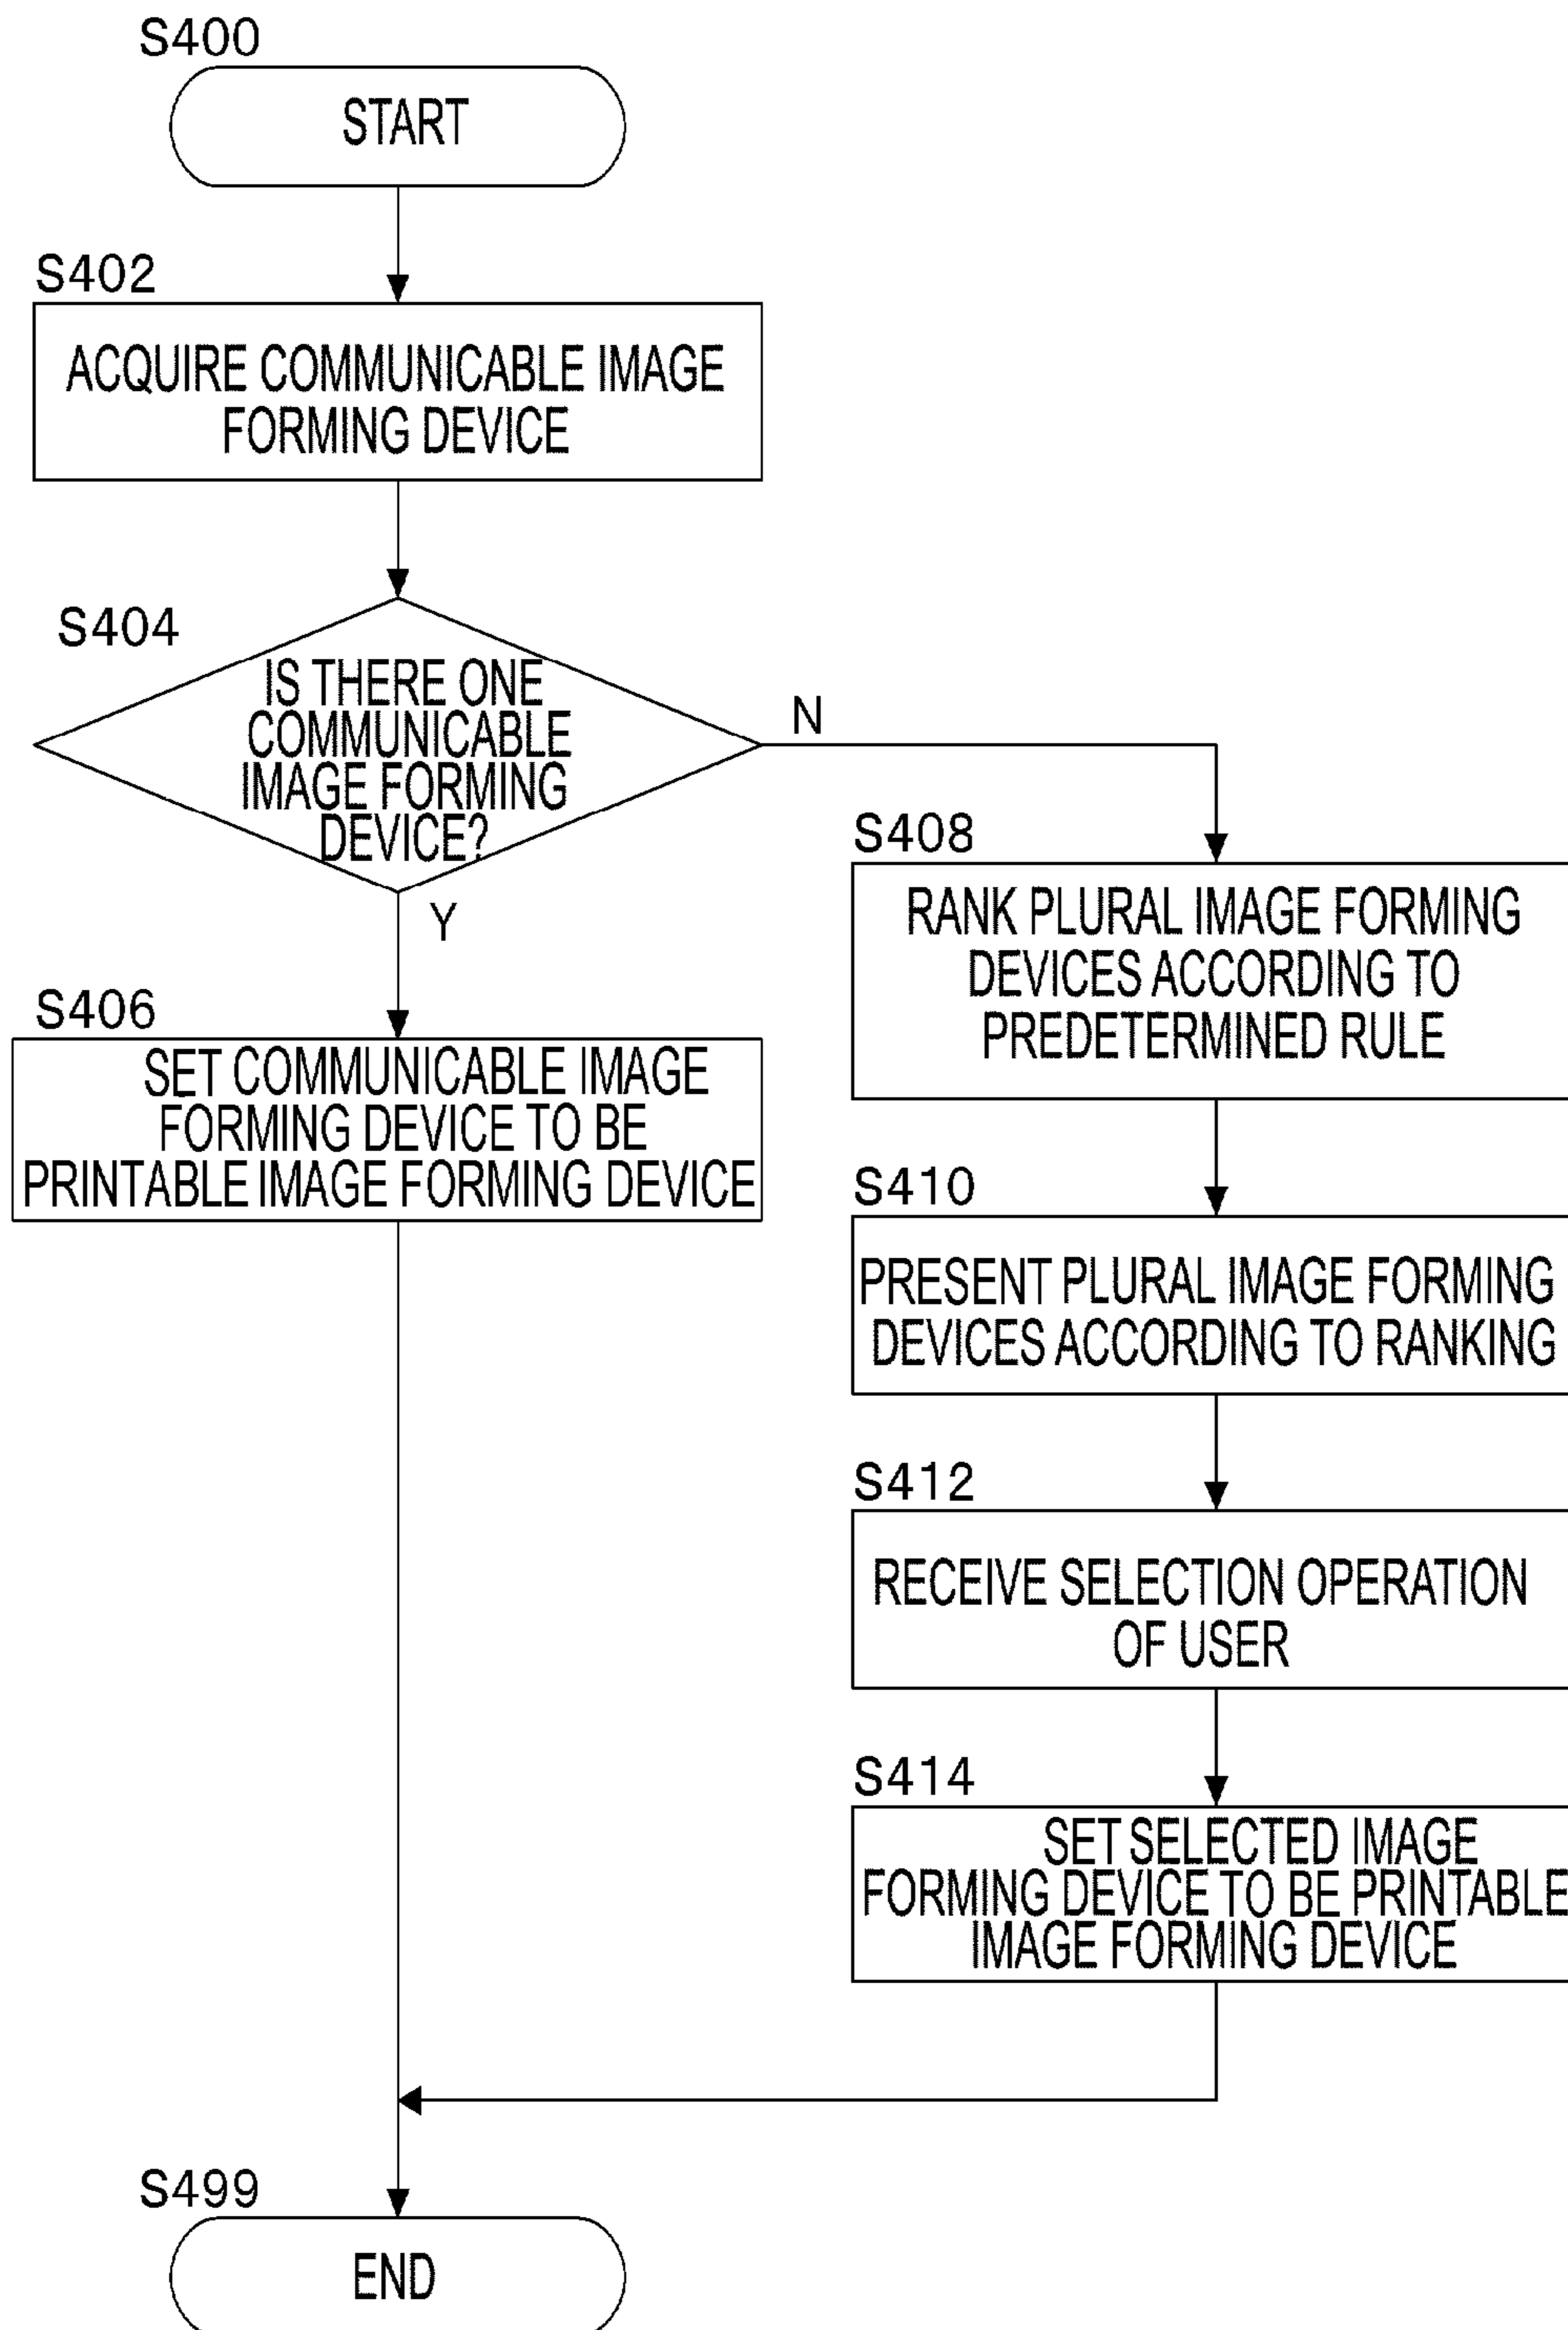 S400
START
S402
ACQUIRE COMMUNICABLE IMAGE
FORMING DEVICE
S404
IS THERE ONE
COMMUNICABLE
IMAGE FORMING
DEVICE?
N
Y
S406
SET COMMUNICABLE IMAGE
FORMING DEVICE TO BE
PRINTABLE IMAGE FORMING DEVICE
S408
RANK PLURAL IMAGE FORMING
DEVICES ACCORDING TO
PREDETERMINED RULE
S410
PRESENT PLURAL IMAGE FORMING
DEVICES ACCORDING TO RANKING
S412
RECEIVE SELECTION OPERATION
OF USER
S414
SET SELECTED IMAGE
FORMING DEVICE TO BE PRINTABLE
IMAGE FORMING DEVICE
S499
END